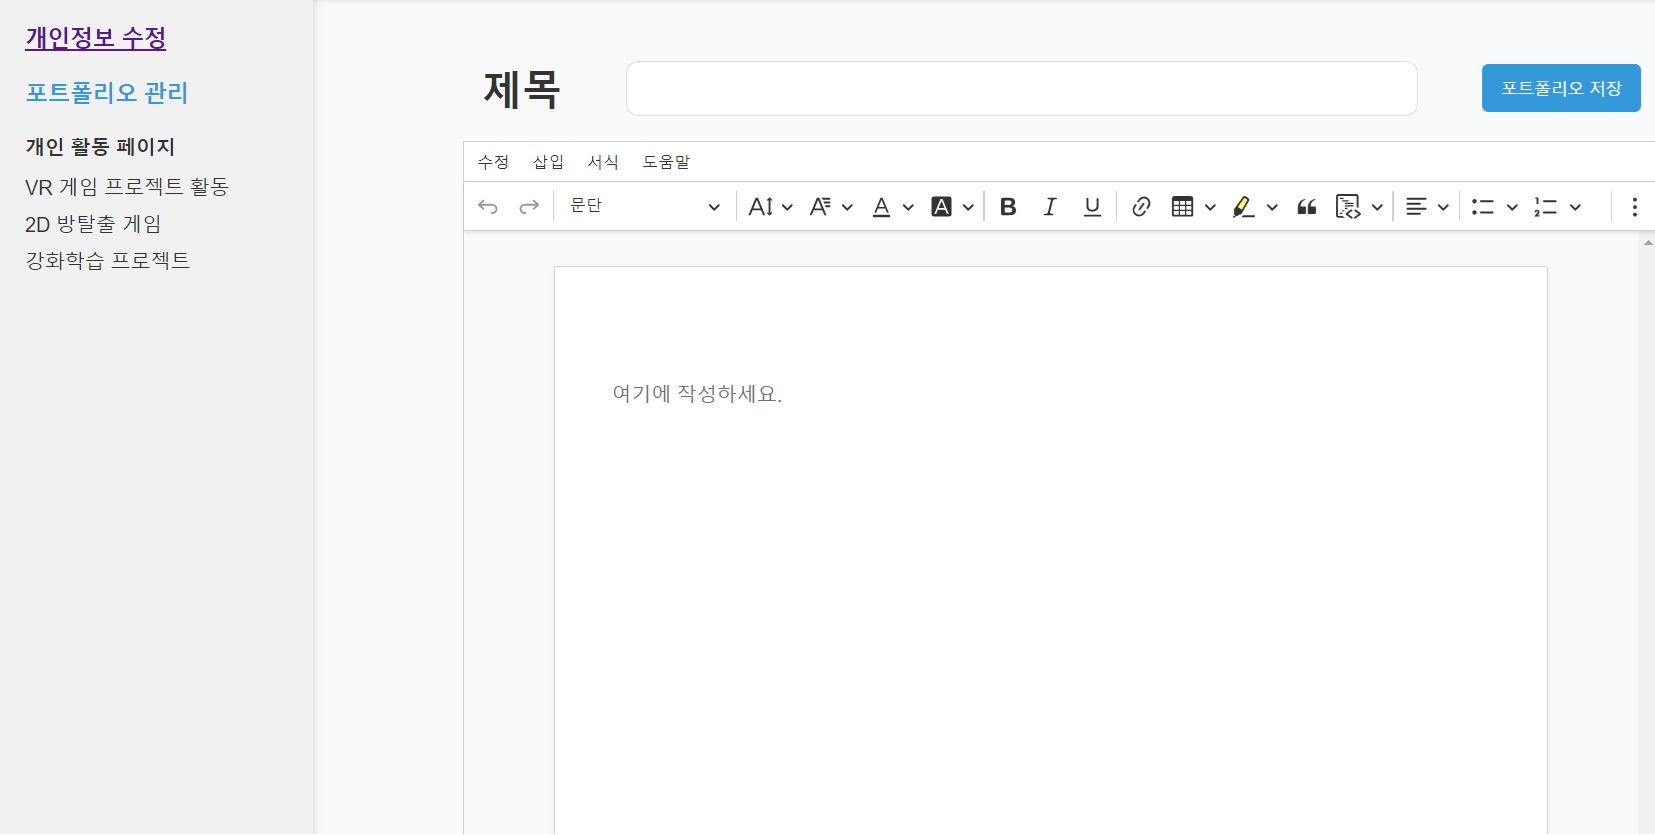 개인정보 수정
포트폴리오 관리
개인 활동 페이지
VR 게임 프로젝트 활동
2D 방탈출 게임
강화학습 프로젝트
제목
포트폴리오 저장
수정 삽입 서식 도움말
문단
여기에 작성하세요.